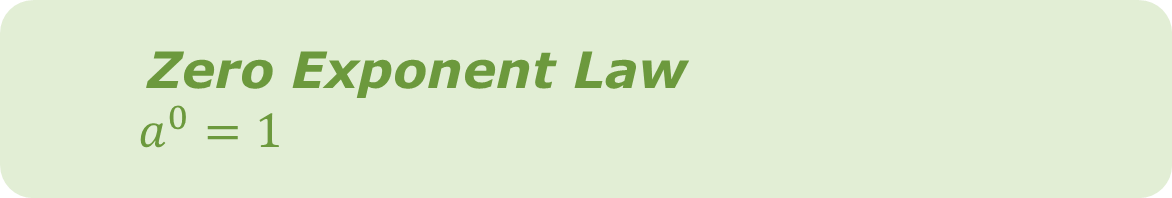 Zero Exponent Law
a⁰ = 1